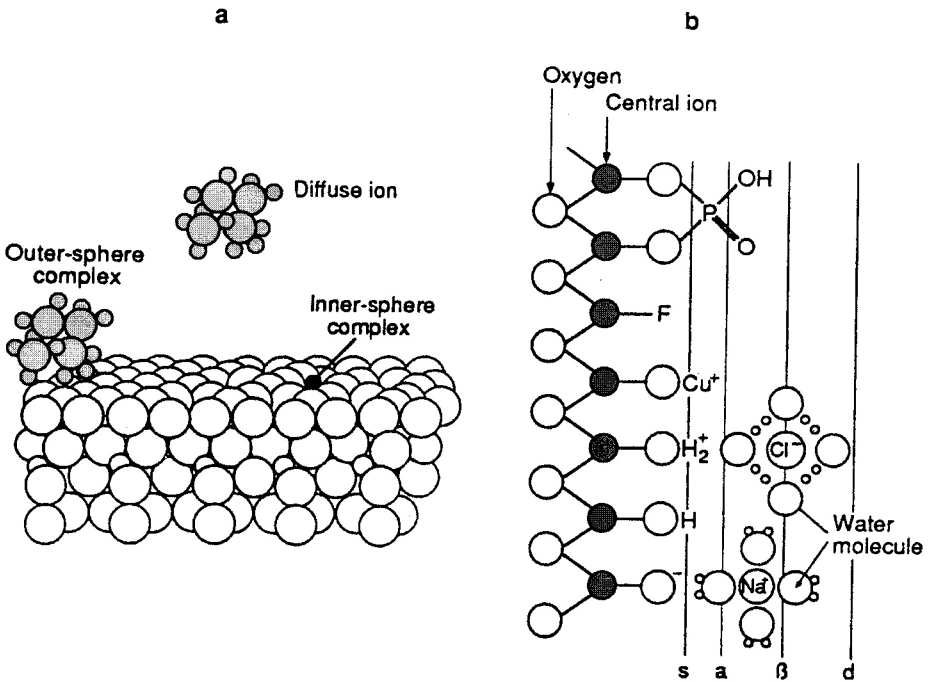 a
Diffuse ion
Outer-sphere
complex
Inner-sphere
complex
b
Oxygen
Central ion
OH
P
O
F
Cu⁺
H₂⁺
Cl⁻
H
Water
molecule
⁻
Na⁺
s a ß d